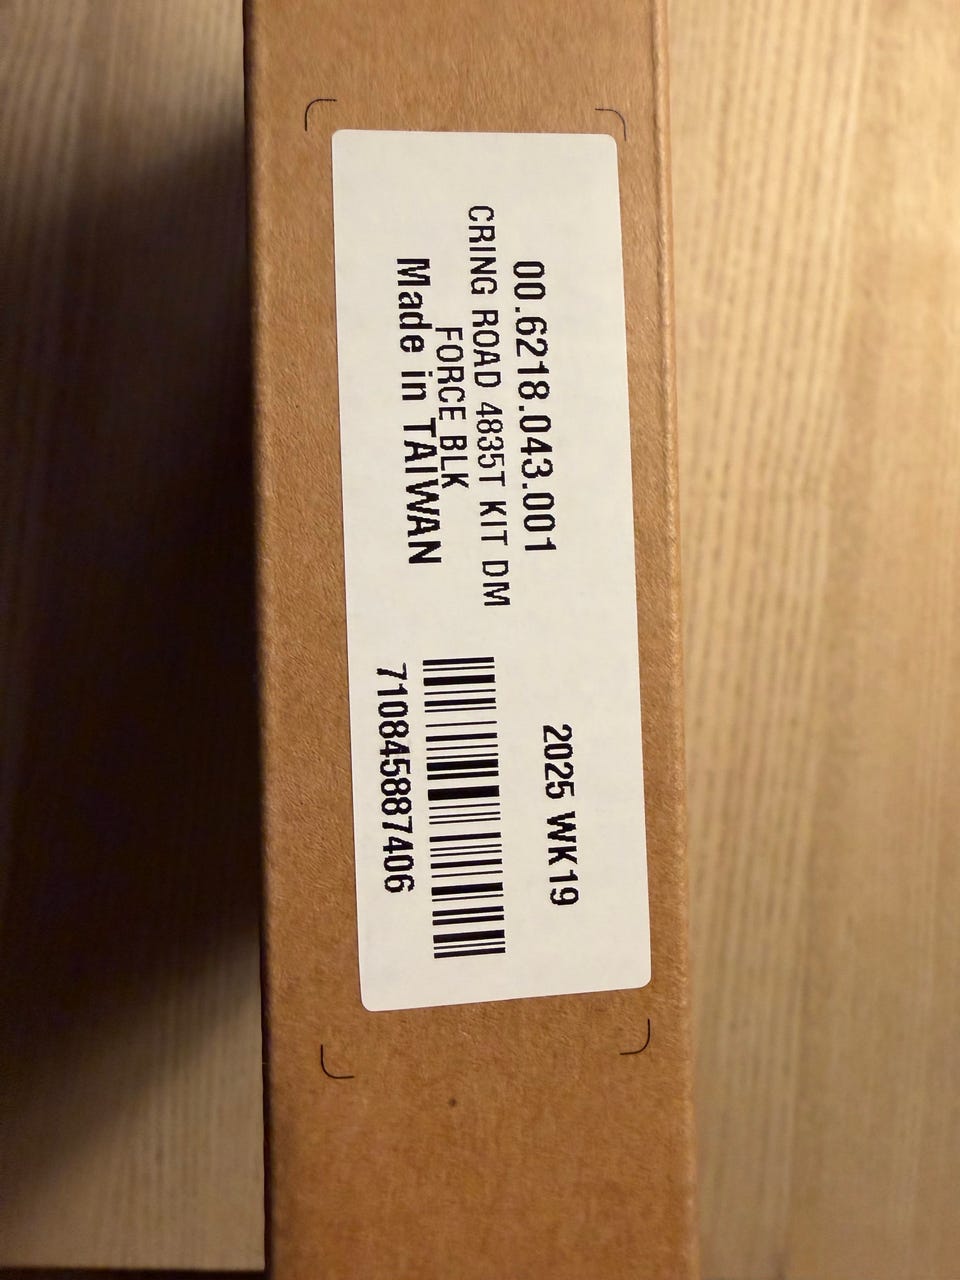 00.6218.043.001
CRING ROAD 4835T KIT DM
FORCE BLK
Made in TAIWAN
2025 WK19
710845887406